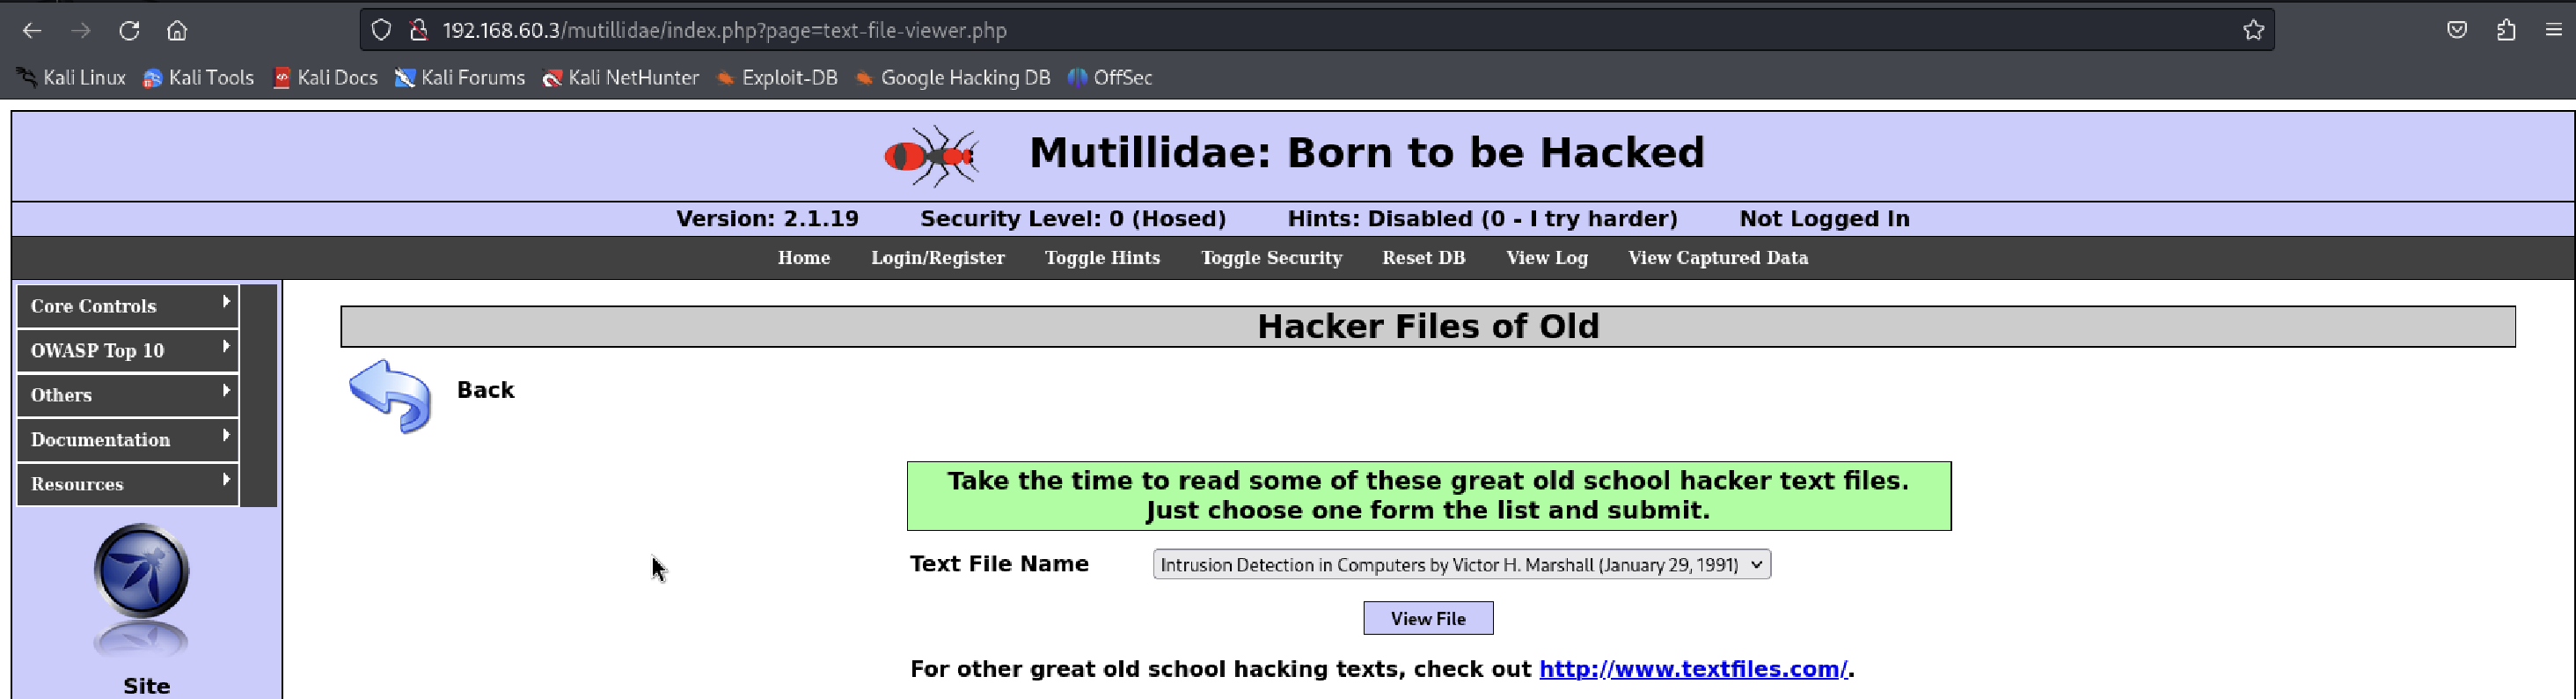 192.168.60.3/mutillidae/index.php?page=text-file-viewer.php
Kali Linux Kali Tools Kali Docs Kali Forums Kali NetHunter Exploit-DB Google Hacking DB OffSec
Mutillidae: Born to be Hacked
Version: 2.1.19 Security Level: 0 (Hosed) Hints: Disabled (0 - I try harder) Not Logged In
Home Login/Register Toggle Hints Toggle Security Reset DB View Log View Captured Data
Core Controls
OWASP Top 10
Others
Documentation
Resources
Site
Hacker Files of Old
Back
Take the time to read some of these great old school hacker text files.
Just choose one form the list and submit.
Text File Name Intrusion Detection in Computers by Victor H. Marshall (January 29, 1991)
View File
For other great old school hacking texts, check out http://www.textfiles.com/.